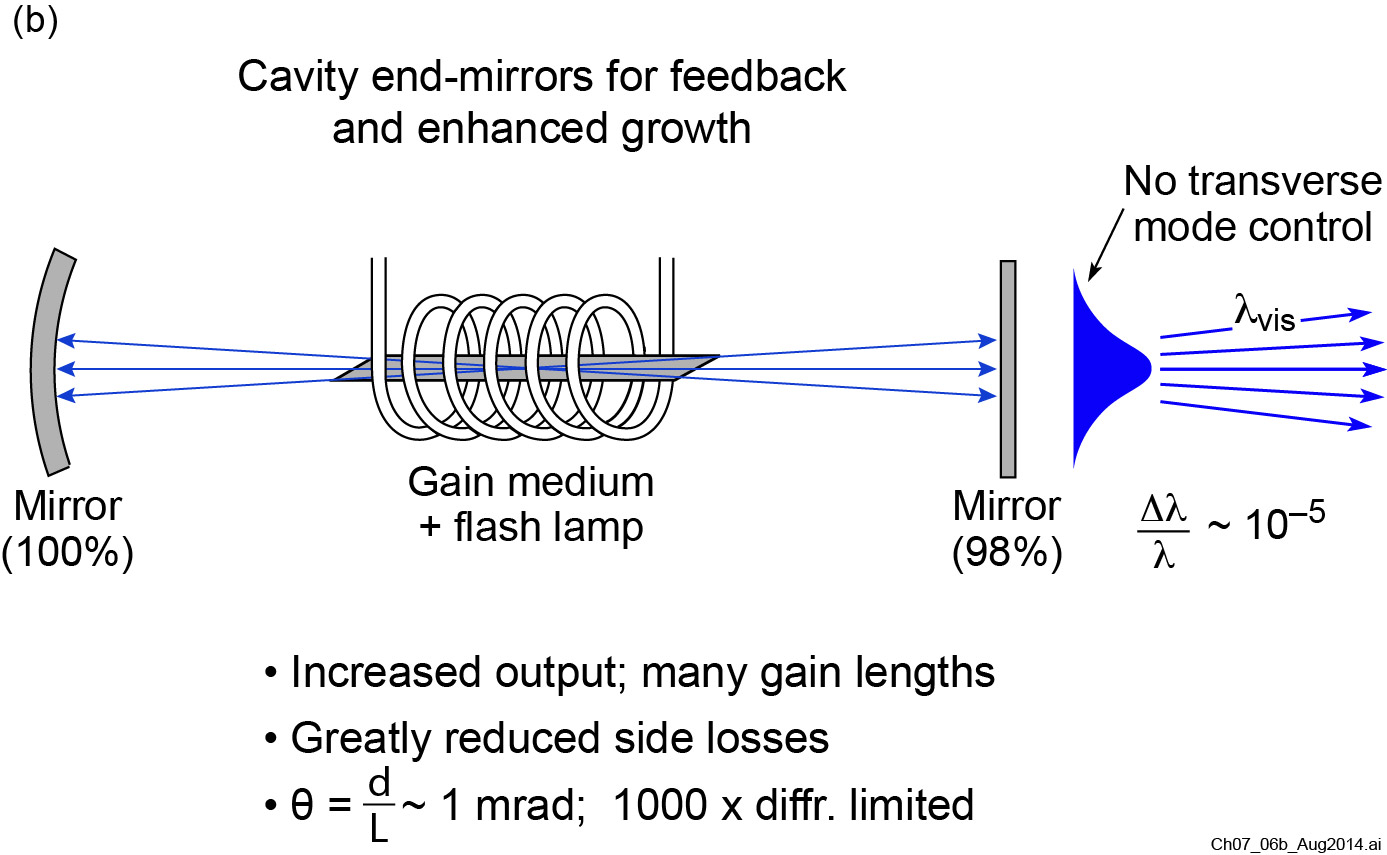 (b)
Cavity end-mirrors for feedback
and enhanced growth
No transverse
mode control
λvis
Mirror
(100%)
Gain medium
+ flash lamp
Mirror
(98%)
Δλ/λ ~ 10⁻⁵
• Increased output; many gain lengths
• Greatly reduced side losses
• θ = d/L ~ 1 mrad; 1000 x diffr. limited
Ch07_06b_Aug2014.ai